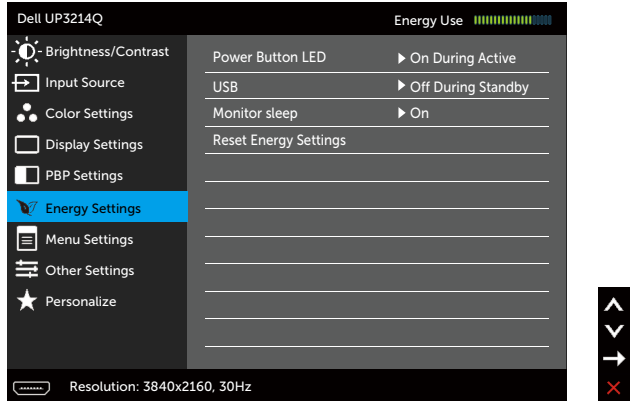 Dell UP3214Q
Energy Use
Brightness/Contrast
Input Source
Color Settings
Display Settings
PBP Settings
Energy Settings
Menu Settings
Other Settings
Personalize
Power Button LED On During Active
USB Off During Standby
Monitor sleep On
Reset Energy Settings
Resolution: 3840x2160, 30Hz